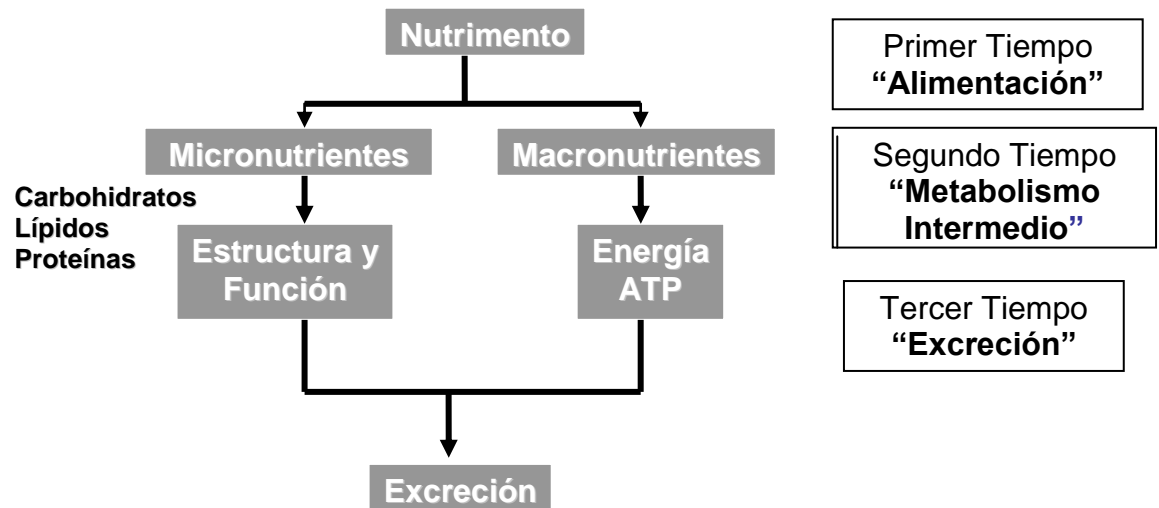 Nutrimento
Primer Tiempo
“Alimentación”
Micronutrientes
Macronutrientes
Segundo Tiempo
“Metabolismo
Intermedio”
Carbohidratos
Lípidos
Proteínas
Estructura y
Función
Energía
ATP
Tercer Tiempo
“Excreción”
Excreción